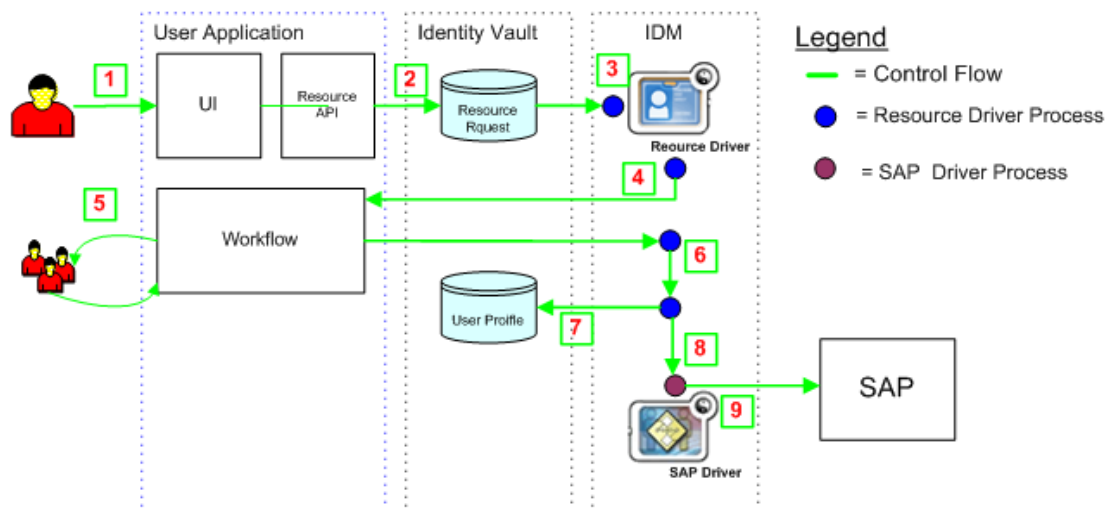 User Application
Identity Vault
IDM
Legend
1
2
3
= Control Flow
UI
Resource
API
Resource
Rquest
= Resource Driver Process
Reource Driver
4
= SAP Driver Process
5
Workflow
6
User Proifle
7
8
SAP
9
SAP Driver